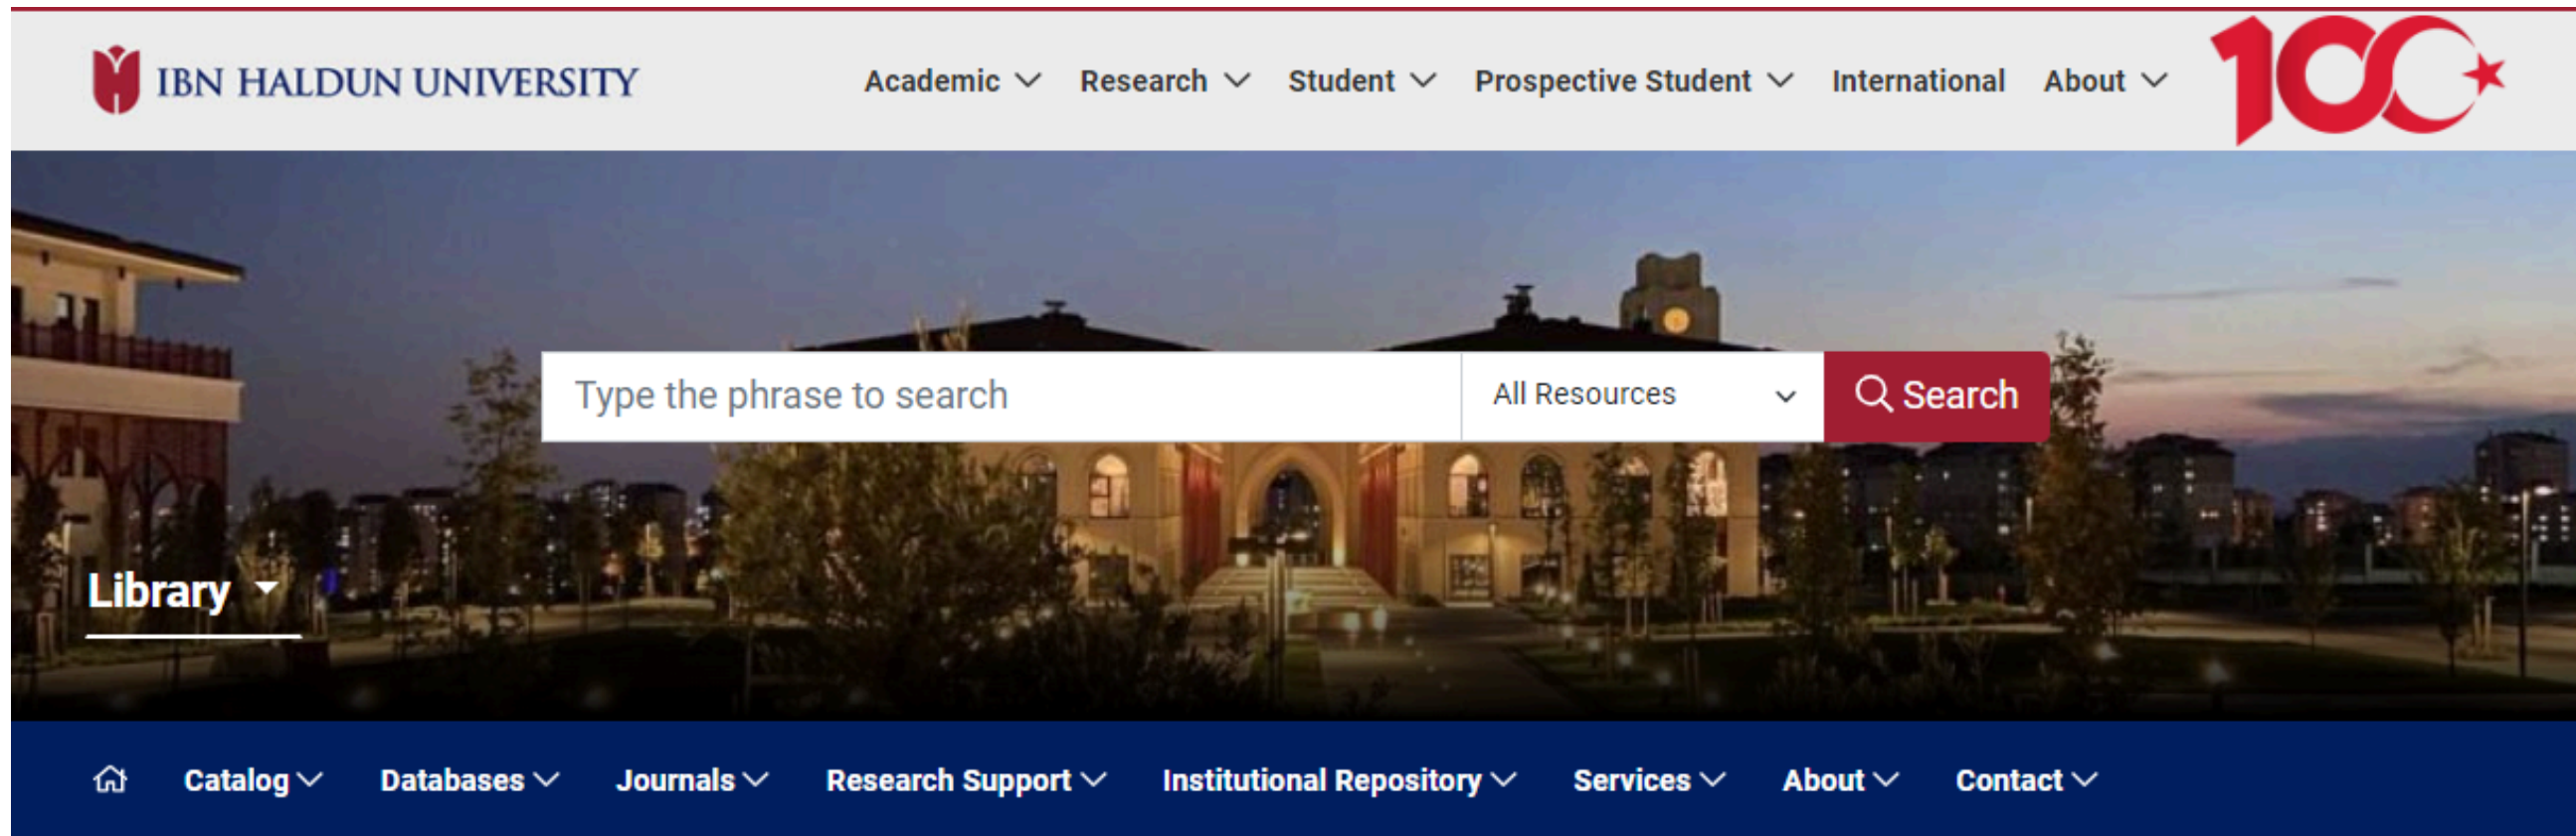 IBN HALDUN UNIVERSITY
Academic Research Student Prospective Student International About
100
Type the phrase to search All Resources Search
Library
Catalog Databases Journals Research Support Institutional Repository Services About Contact